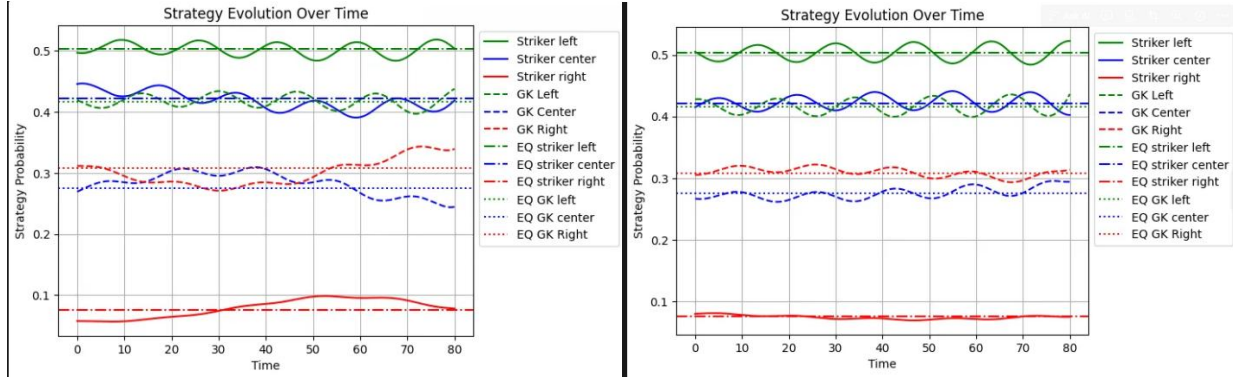 Strategy Evolution Over Time
Strategy Probability
0.5
0.4
0.3
0.2
0.1
0 10 20 30 40 50 60 70 80
Time
Striker left
Striker center
Striker right
GK Left
GK Center
GK Right
EQ striker left
EQ striker center
EQ striker right
EQ GK left
EQ GK center
EQ GK Right
Strategy Evolution Over Time
Strategy Probability
0.5
0.4
0.3
0.2
0.1
0 10 20 30 40 50 60 70 80
Time
Striker left
Striker center
Striker right
GK Left
GK Center
GK Right
EQ striker left
EQ striker center
EQ striker right
EQ GK left
EQ GK center
EQ GK Right